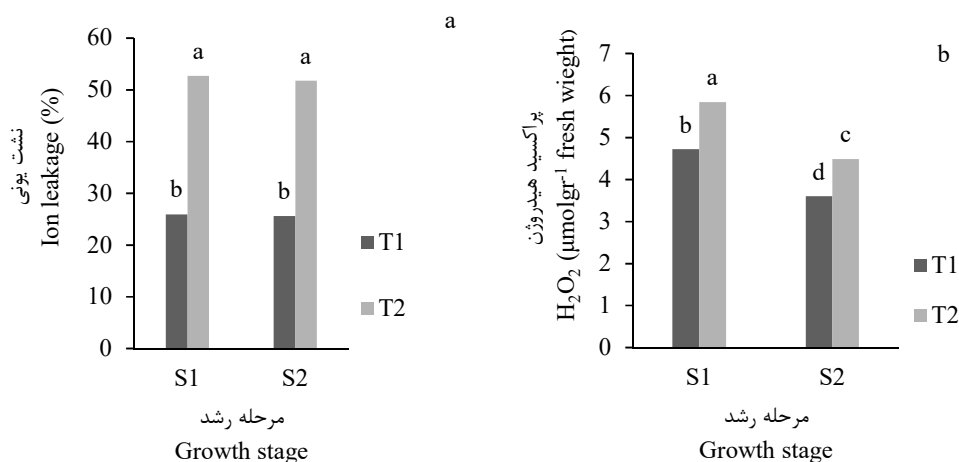 a
نشت یونی
Ion leakage (%)
60
50
40
30
20
10
0
a
a
b
b
T1
T2
S1
S2
مرحله رشد
Growth stage
b
پراکسید هیدروژن
H₂O₂ (μmolgr⁻¹ fresh wieght)
7
6
5
4
3
2
1
0
a
b
c
d
T1
T2
S1
S2
مرحله رشد
Growth stage